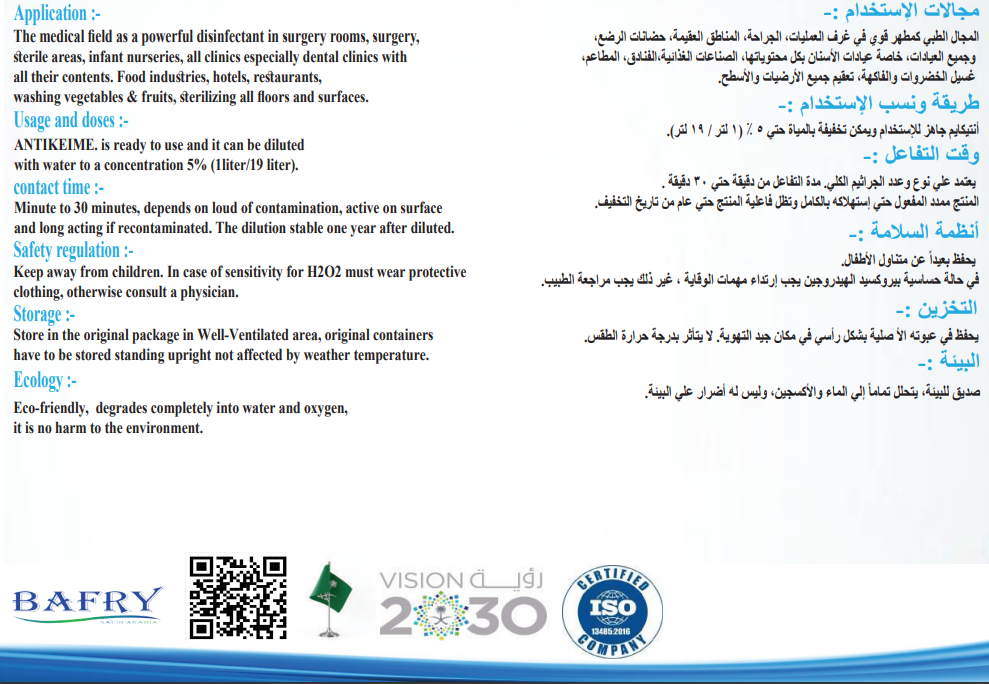 Application :-
The medical field as a powerful disinfectant in surgery rooms, surgery,
sterile areas, infant nurseries, all clinics especially dental clinics with
all their contents. Food industries, hotels, restaurants,
washing vegetables & fruits, sterilizing all floors and surfaces.
Usage and doses :-
ANTIKEIME. is ready to use and it can be diluted
with water to a concentration 5% (1liter/19 liter).
contact time :-
Minute to 30 minutes, depends on loud of contamination, active on surface
and long acting if recontaminated. The dilution stable one year after diluted.
Safety regulation :-
Keep away from children. In case of sensitivity for H2O2 must wear protective
clothing, otherwise consult a physician.
Storage :-
Store in the original package in Well-Ventilated area, original containers
have to be stored standing upright not affected by weather temperature.
Ecology :-
Eco-friendly, degrades completely into water and oxygen,
it is no harm to the environment.
مجالات الإستخدام :-
المجال الطبي كمطهر قوي في غرف العمليات، الجراحة، المناطق العقيمة، حضانات الرضع،
وجميع العيادات، خاصة عيادات الأسنان بكل محتوياتها، الصناعات الغذائية،الفنادق، المطاعم،
غسيل الخضروات والفاكهة، تعقيم جميع الأرضيات والأسطح.
طريقة ونسب الإستخدام :-
أنتيكايم جاهز للإستخدام ويمكن تخفيفة بالمياة حتي ٥ ٪ (١ لتر / ١٩ لتر).
وقت التفاعل :-
يعتمد علي نوع وعدد الجراثيم الكلي. مدة التفاعل من دقيقة حتي ٣٠ دقيقة .
المنتج ممدد المفعول حتي إستهلاكه بالكامل وتظل فاعلية المنتج حتي عام من تاريخ التخفيف.
أنظمة السلامة :-
يحفظ بعيداً عن متناول الأطفال.
في حالة حساسية بيروكسيد الهيدروجين يجب إرتداء مهمات الوقاية ، غير ذلك يجب مراجعة الطبيب.
التخزين :-
يحفظ في عبوته الأ صلية بشكل رأسي في مكان جيد التهوية. لا يتأثر بدرجة حرارة الطقس.
البيئة :-
صديق للبيئة، يتحلل تماماً إلي الماء والأكسجين، وليس له أضرار علي البيئة.
BAFRY
SAUDI ARABIA
VISION رؤيـة
2030
CERTIFIED
ISO
13485:2016
COMPANY